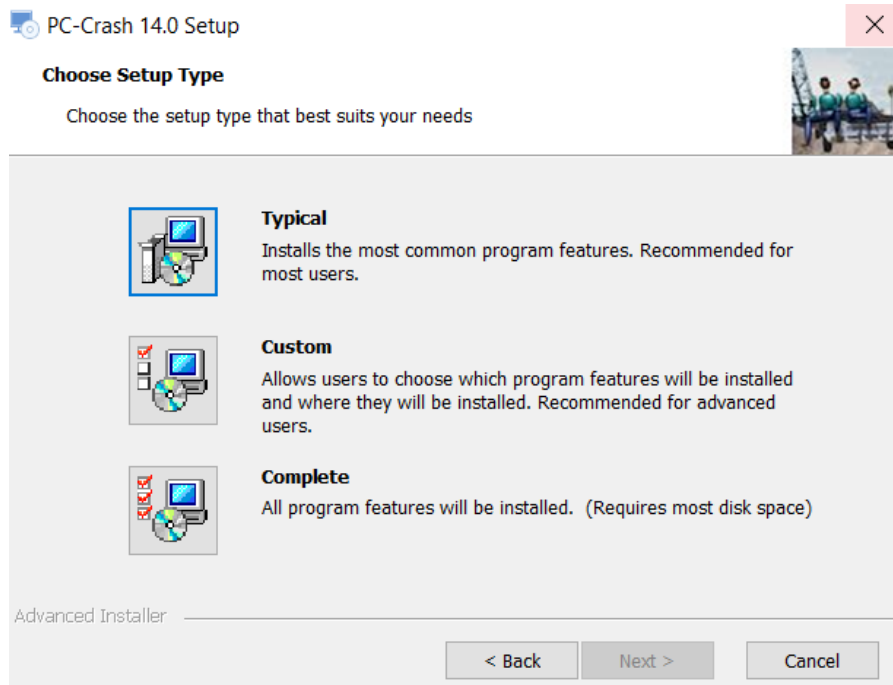 PC-Crash 14.0 Setup
Choose Setup Type
Choose the setup type that best suits your needs
Typical
Installs the most common program features. Recommended for
most users.
Custom
Allows users to choose which program features will be installed
and where they will be installed. Recommended for advanced
users.
Complete
All program features will be installed. (Requires most disk space)
Advanced Installer
< Back
Next >
Cancel